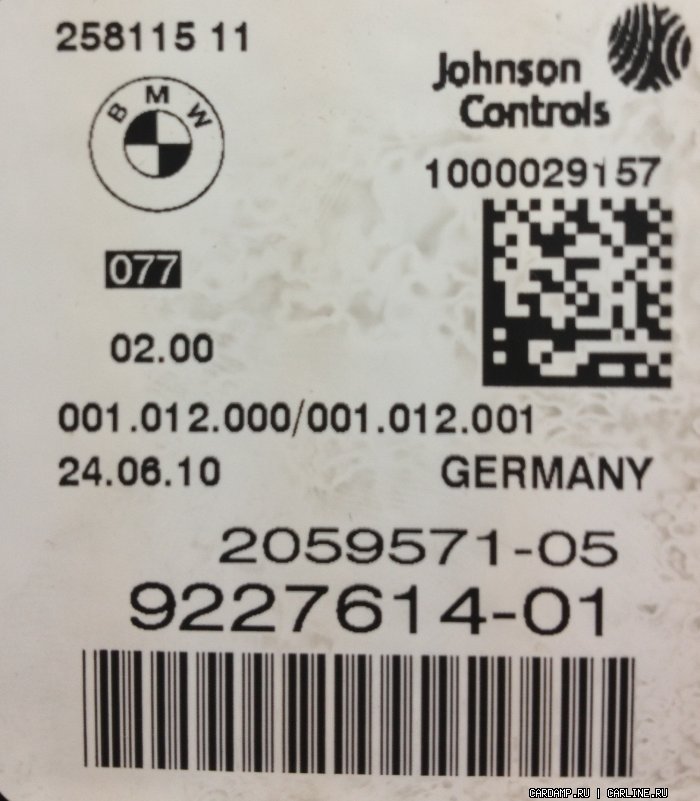 258115 11
Johnson
Controls
BMW
1000029157
077
02.00
001.012.000/001.012.001
24.06.10 GERMANY
2059571-05
9227614-01
CARDAMP.RU | CARLINE.RU